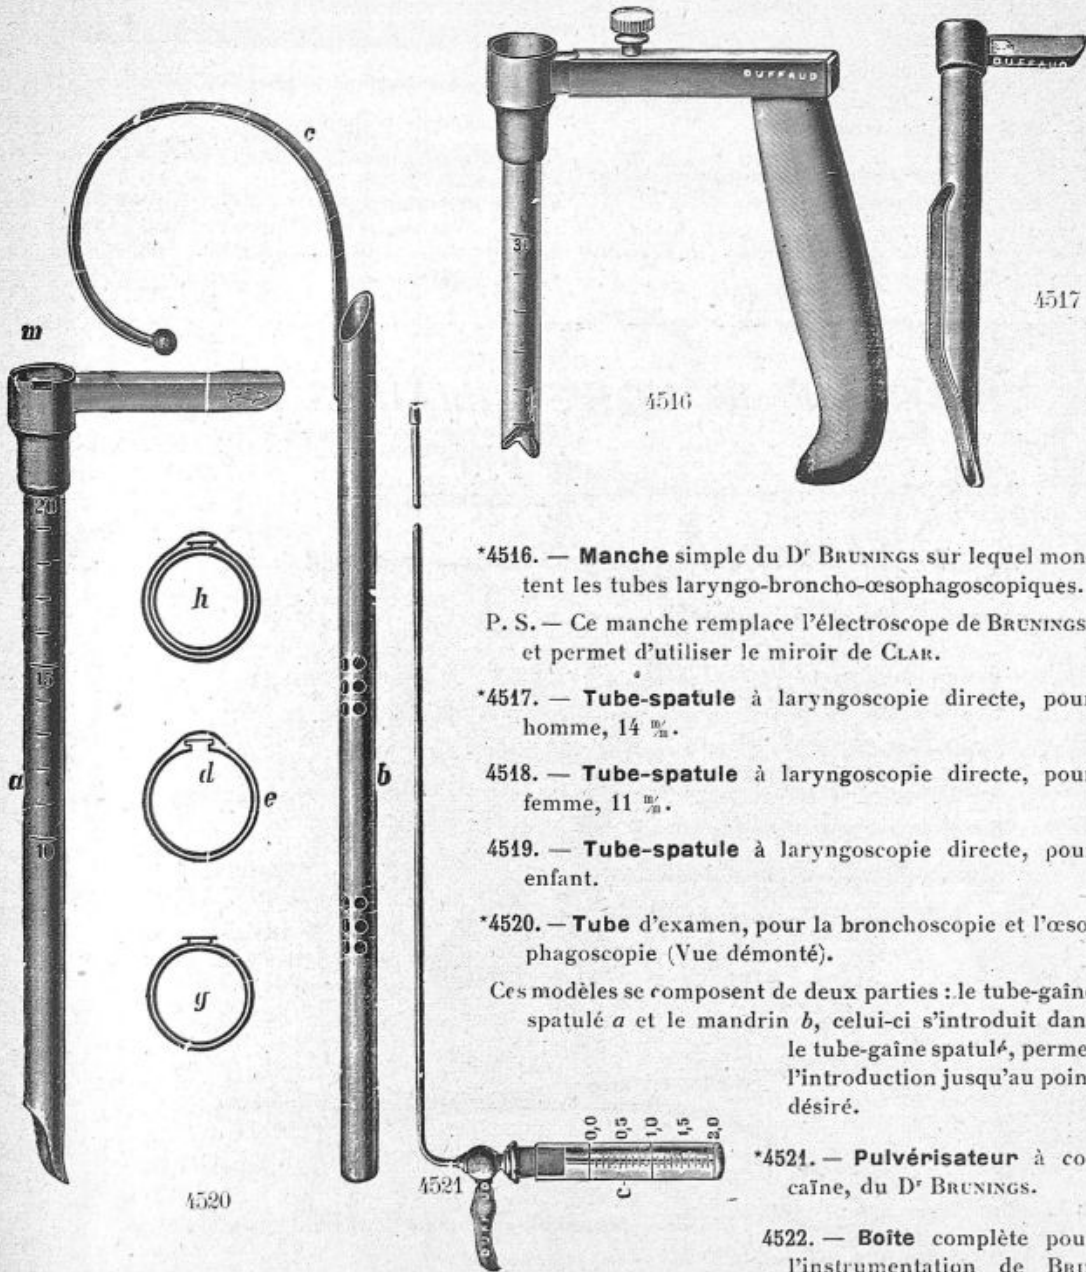 BUFFAUD
BUFFAUD
c
30
4517
m
4516
20
h
15
d
a
e
b
10
g
*4516. — Manche simple du Dr BRUNINGS sur lequel mon
tent les tubes laryngo-broncho-œsophagoscopiques.
P. S. — Ce manche remplace l'électroscope de BRUNINGS
et permet d'utiliser le miroir de CLAR.
*4517. — Tube-spatule à laryngoscopie directe, pour
homme, 14 m/m.
4518. — Tube-spatule à laryngoscopie directe, pour
femme, 11 m/m.
4519. — Tube-spatule à laryngoscopie directe, pou
enfant.
*4520. — Tube d'examen, pour la bronchoscopie et l'œso
phagoscopie (Vue démonté).
Ces modèles se composent de deux parties : le tube-gaîne
spatulé a et le mandrin b, celui-ci s'introduit dan
le tube-gaîne spatulé, perme
l'introduction jusqu'au poin
désiré.
0,0 0,5 1,0 1,5 2,0
c
*4521. — Pulvérisateur à co
caïne, du Dr BRUNINGS.
4521
4520
4522. — Boîte complète pou
l'instrumentation de BRU